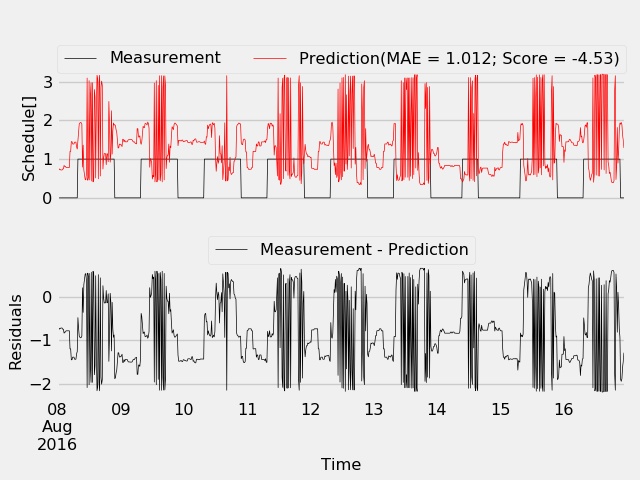 Measurement
Prediction(MAE = 1.012; Score = -4.53)
3
2
1
0
Schedule[]
Measurement - Prediction
0
−1
−2
Residuals
08 09 10 11 12 13 14 15 16
Aug
2016
Time